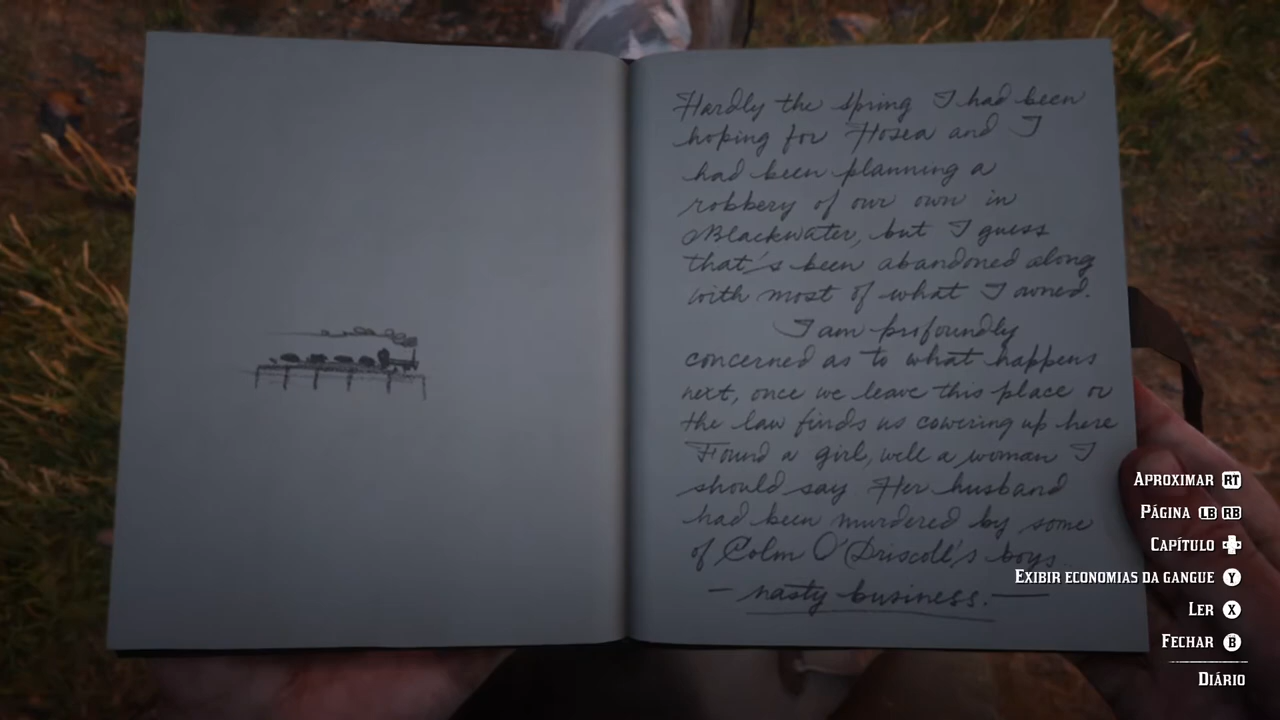 Hardly the spring I had been
hoping for Hosea and I
had been planning a
robbery of our own in
Blackwater, but I guess
that's been abandoned along
with most of what I owned.
I am profoundly
concerned as to what happens
next, once we leave this place or
the law finds us cowering up here
Found a girl, well a woman I
should say Her husband
had been murdered by some
of Colm O'Driscoll's boys
— nasty business. —
APROXIMAR RT
PÁGINA LB RB
CAPÍTULO
EXIBIR ECONOMIAS DA GANGUE Y
LER X
FECHAR B
DIÁRIO